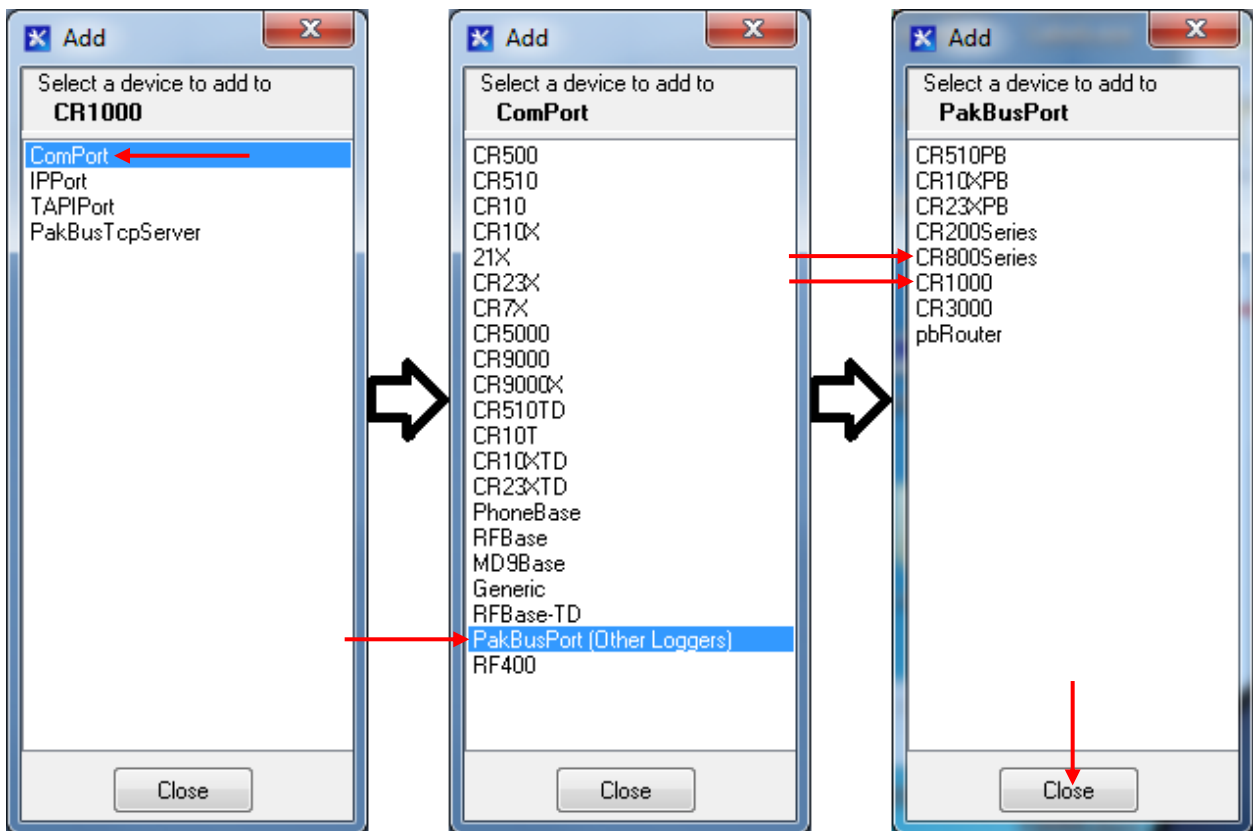 Add
Select a device to add to
CR1000
ComPort
IPPort
TAPIPort
PakBusTcpServer
Close
Add
Select a device to add to
ComPort
CR500
CR510
CR10
CR10X
21X
CR23X
CR7X
CR5000
CR9000
CR9000X
CR510TD
CR10T
CR10XTD
CR23XTD
PhoneBase
RFBase
MD9Base
Generic
RFBase-TD
PakBusPort (Other Loggers)
RF400
Close
Add
Select a device to add to
PakBusPort
CR510PB
CR10XPB
CR23XPB
CR200Series
CR800Series
CR1000
CR3000
pbRouter
Close